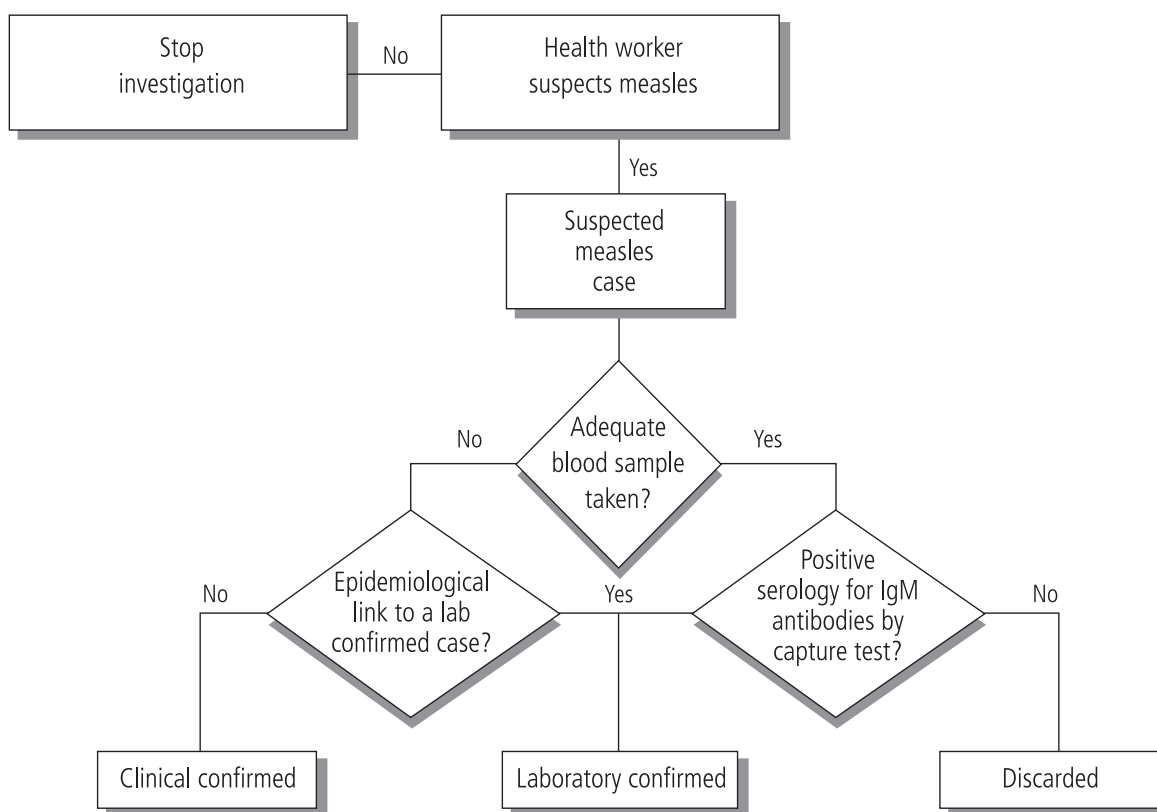 Stop
investigation
No
Health worker
suspects measles
Yes
Suspected
measles
case
No
Adequate
blood sample
taken?
Yes
No
Epidemiological
link to a lab
confirmed case?
Yes
Positive
serology for IgM
antibodies by
capture test?
No
Clinical confirmed
Laboratory confirmed
Discarded